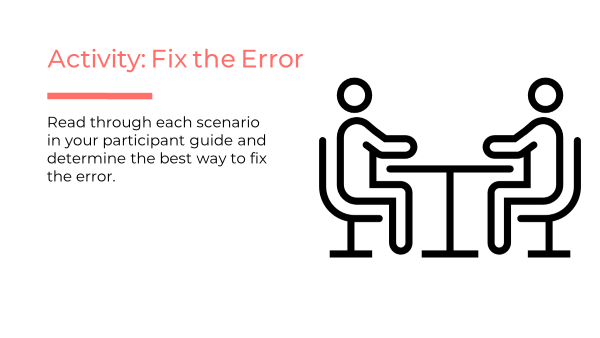 Activity: Fix the Error
Read through each scenario
in your participant guide and
determine the best way to fix
the error.